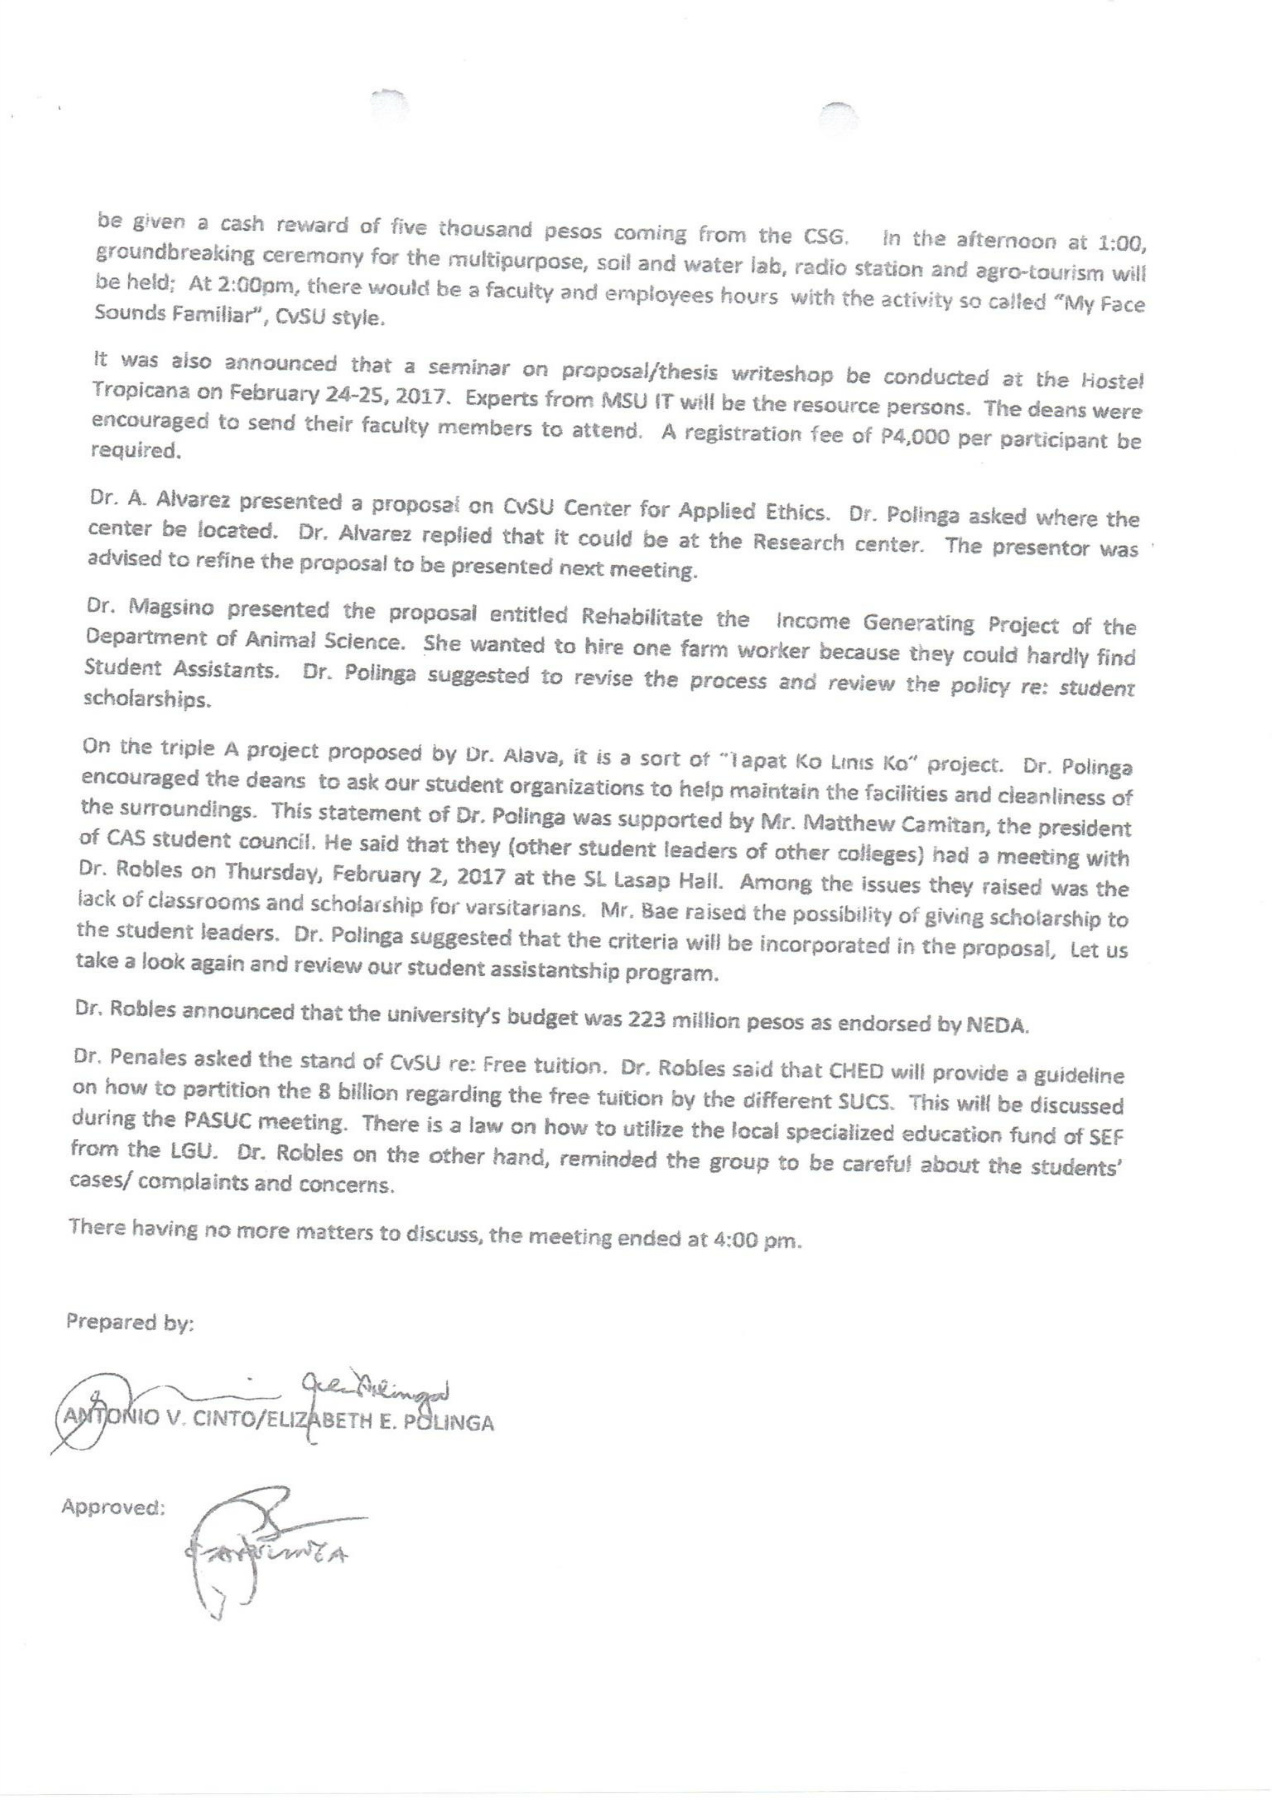 be given a cash reward of five thousand pesos coming from the CSG. In the afternoon at 1:00,
groundbreaking ceremony for the multipurpose, soil and water lab, radio station and agro-tourism will
be held; At 2:00pm, there would be a faculty and employees hours with the activity so called "My Face
Sounds Familiar", CvSU style.
It was also announced that a seminar on proposal/thesis writeshop be conducted at the Hostel
Tropicana on February 24-25, 2017. Experts from MSU IT will be the resource persons. The deans were
encouraged to send their faculty members to attend. A registration fee of P4,000 per participant be
required.
Dr. A. Alvarez presented a proposal on CvSU Center for Applied Ethics. Dr. Polinga asked where the
center be located. Dr. Alvarez replied that it could be at the Research center. The presentor was
advised to refine the proposal to be presented next meeting.
Dr. Magsino presented the proposal entitled Rehabilitate the Income Generating Project of the
Department of Animal Science. She wanted to hire one farm worker because they could hardly find
Student Assistants. Dr. Polinga suggested to revise the process and review the policy re: student
scholarships.
On the triple A project proposed by Dr. Alava, it is a sort of "Tapat Ko Linis Ko" project. Dr. Polinga
encouraged the deans to ask our student organizations to help maintain the facilities and cleanliness of
the surroundings. This statement of Dr. Polinga was supported by Mr. Matthew Camitan, the president
of CAS student council. He said that they (other student leaders of other colleges) had a meeting with
Dr. Robles on Thursday, February 2, 2017 at the SL Lasap Hall. Among the issues they raised was the
lack of classrooms and scholarship for varsitarians. Mr. Bae raised the possibility of giving scholarship to
the student leaders. Dr. Polinga suggested that the criteria will be incorporated in the proposal, Let us
take a look again and review our student assistantship program.
Dr. Robles announced that the university's budget was 223 million pesos as endorsed by NEDA.
Dr. Penales asked the stand of CvSU re: Free tuition. Dr. Robles said that CHED will provide a guideline
on how to partition the 8 billion regarding the free tuition by the different SUCS. This will be discussed
during the PASUC meeting. There is a law on how to utilize the local specialized education fund of SEF
from the LGU. Dr. Robles on the other hand, reminded the group to be careful about the students'
cases/ complaints and concerns.
There having no more matters to discuss, the meeting ended at 4:00 pm.
Prepared by:
ANTONIO V. CINTO/ELIZABETH E. POLINGA
Approved: